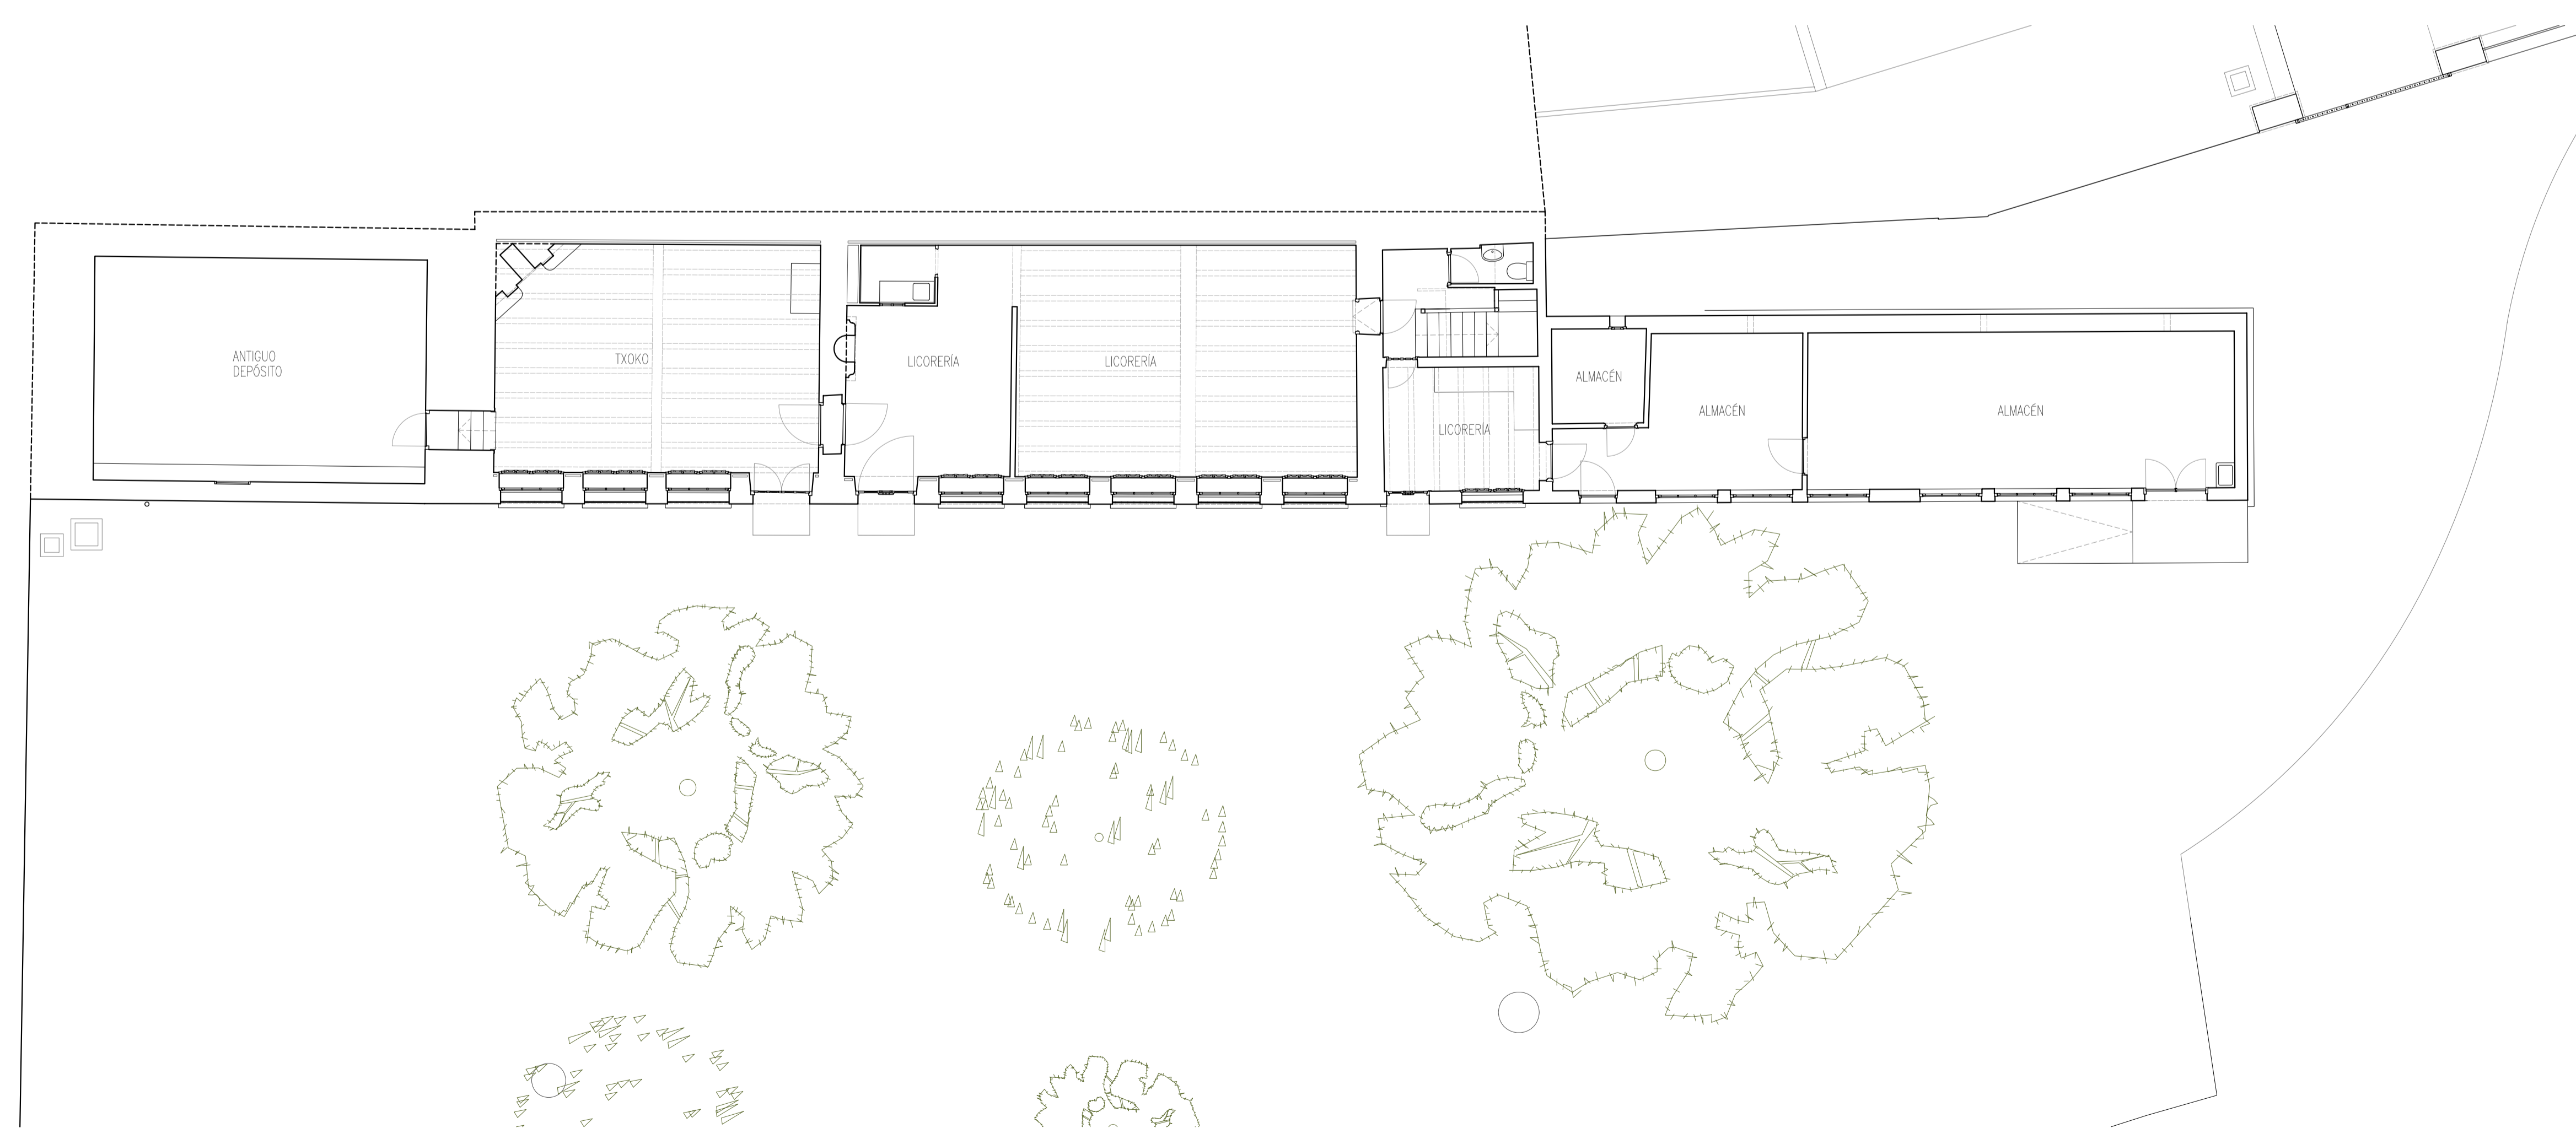 ANTIGUO
DEPÓSITO
TXOKO
LICORERÍA
LICORERÍA
LICORERÍA
ALMACÉN
ALMACÉN
ALMACÉN